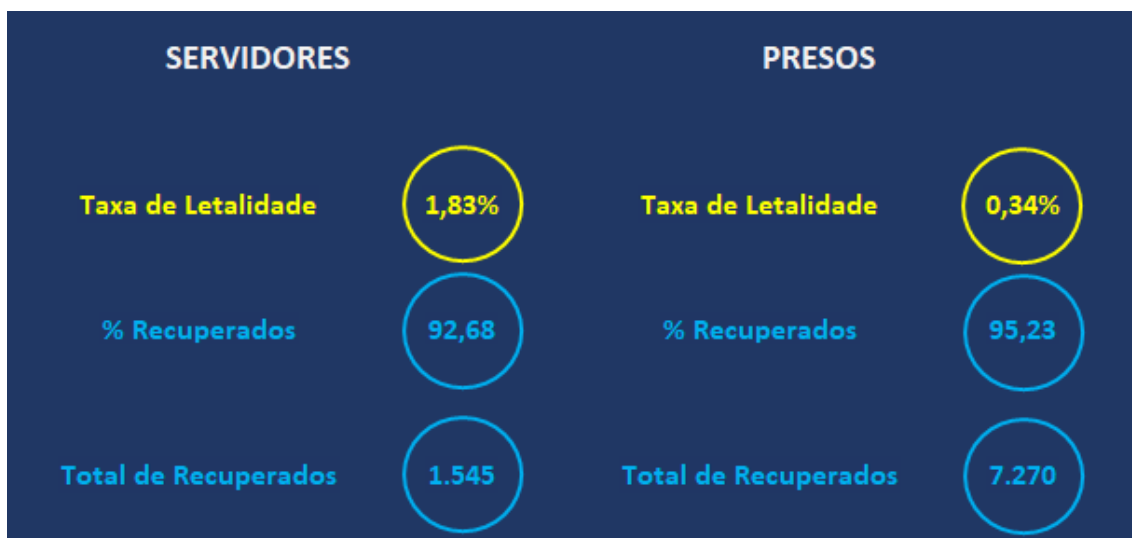 SERVIDORES
Taxa de Letalidade 1,83%
% Recuperados 92,68
Total de Recuperados 1.545
PRESOS
Taxa de Letalidade 0,34%
% Recuperados 95,23
Total de Recuperados 7.270